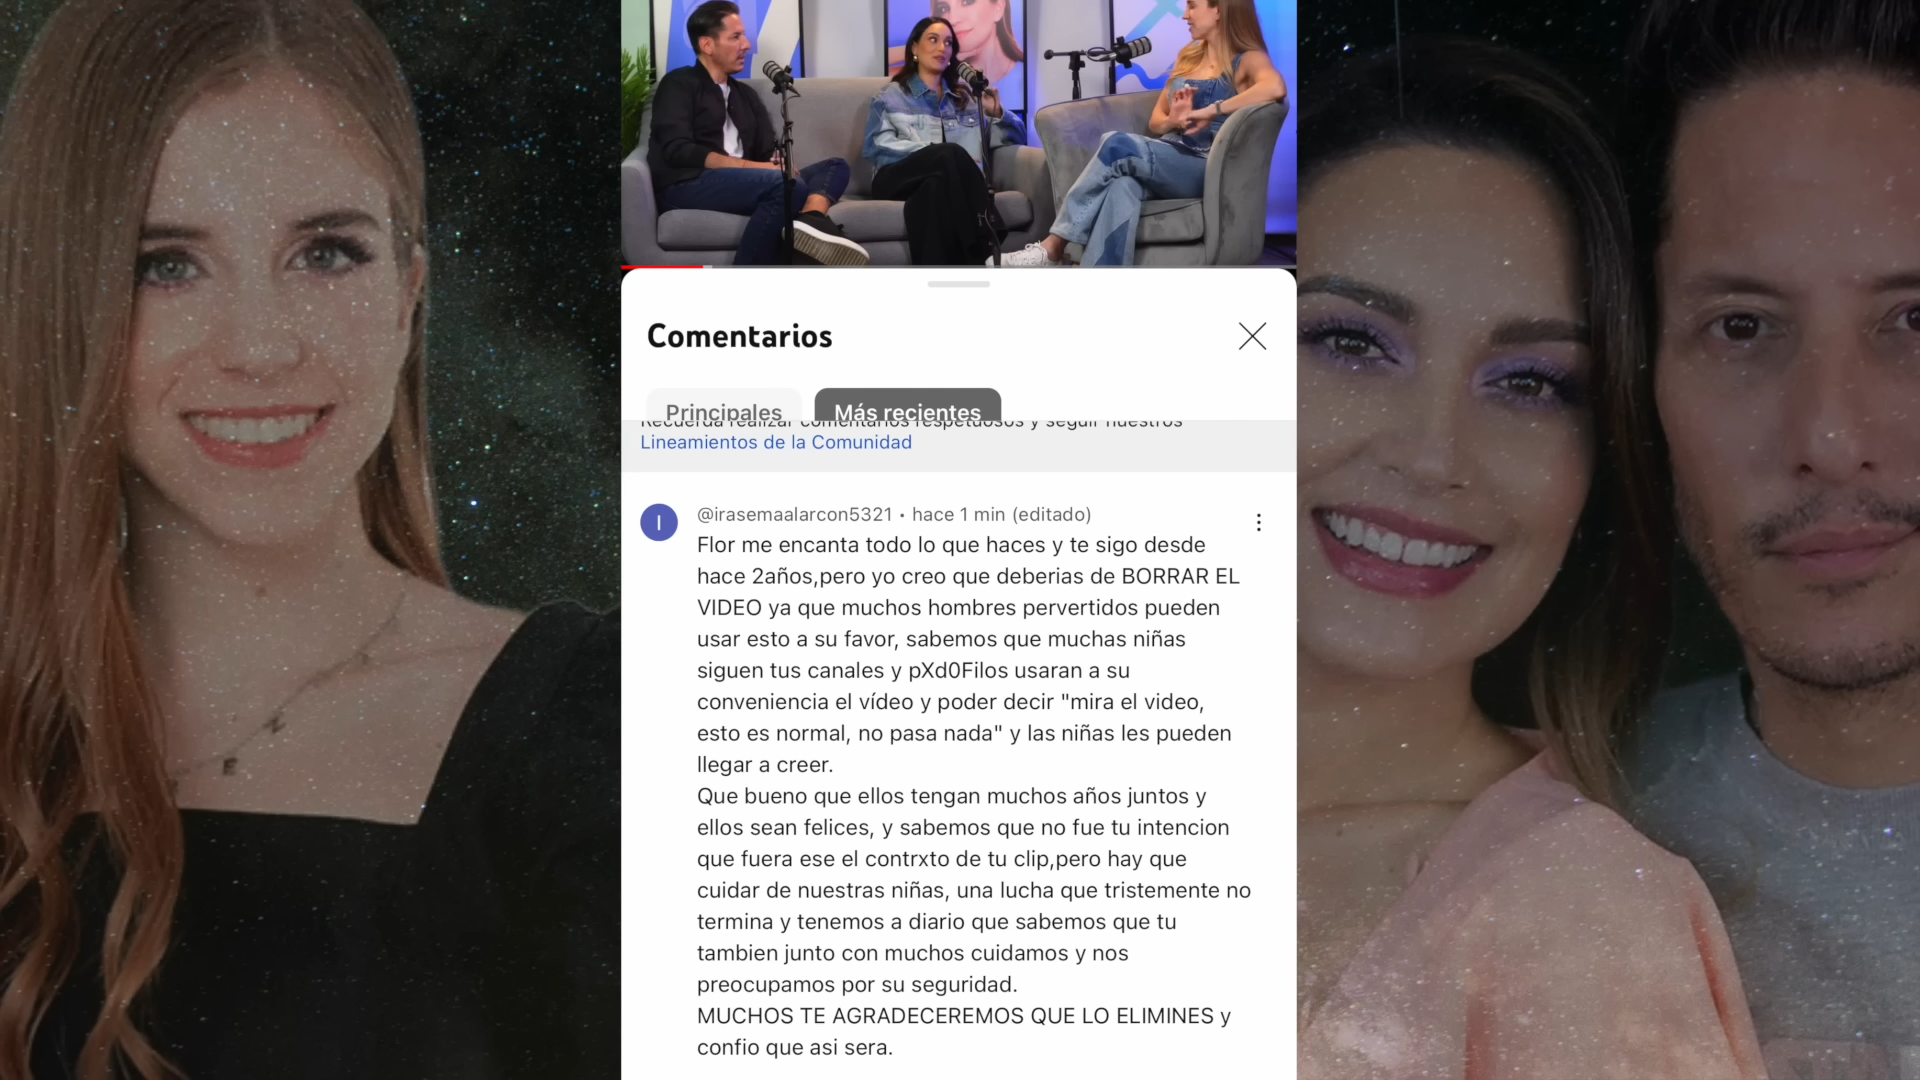 Comentarios
Principales Más recientes
Recuerda realizar comentarios respetuosos y seguir nuestros
Lineamientos de la Comunidad
I
@irasemaalarcon5321 • hace 1 min (editado)
Flor me encanta todo lo que haces y te sigo desde
hace 2años,pero yo creo que deberias de BORRAR EL
VIDEO ya que muchos hombres pervertidos pueden
usar esto a su favor, sabemos que muchas niñas
siguen tus canales y pXd0Filos usaran a su
conveniencia el vídeo y poder decir "mira el video,
esto es normal, no pasa nada" y las niñas les pueden
llegar a creer.
Que bueno que ellos tengan muchos años juntos y
ellos sean felices, y sabemos que no fue tu intencion
que fuera ese el contrxto de tu clip,pero hay que
cuidar de nuestras niñas, una lucha que tristemente no
termina y tenemos a diario que sabemos que tu
tambien junto con muchos cuidamos y nos
preocupamos por su seguridad.
MUCHOS TE AGRADECEREMOS QUE LO ELIMINES y
confio que asi sera.